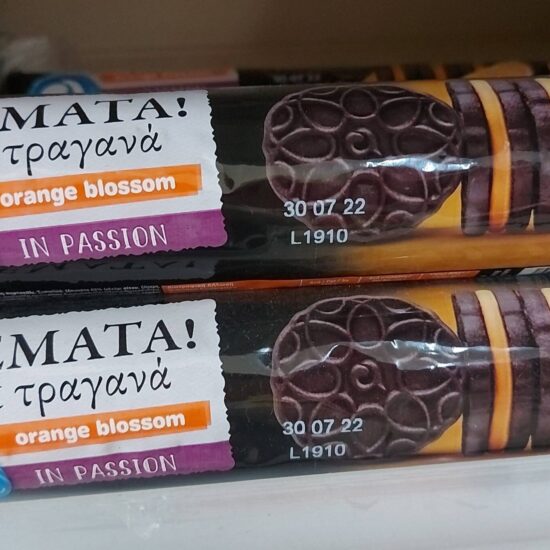 ΜΑΤΑ!
τραγανά
orange blossom
IN PASSION
30 07 22
L1910
ΕΜΑΤΑ!
τραγανά
orange blossom
IN PASSION
30 07 22
L1910